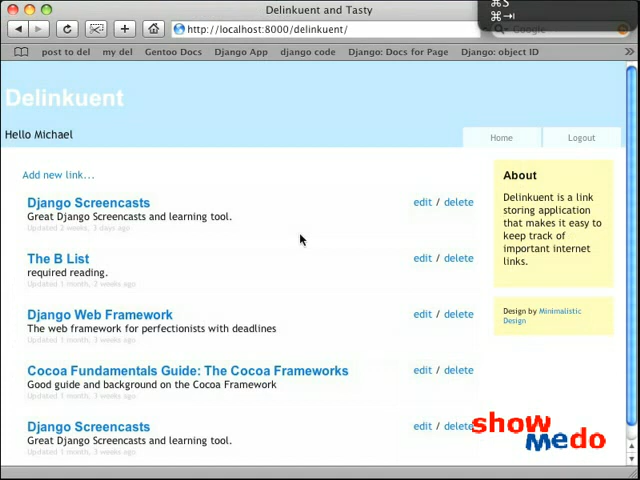 Delinkuent and Tasty
⌘S
⌘⇥
http://localhost:8000/delinkuent/
Google
post to del my del Gentoo Docs Django App django code Django: Docs for Page Django: object ID
Delinkuent
Hello Michael
Home Logout
Add new link...
Django Screencasts edit / delete
Great Django Screencasts and learning tool.
Updated 2 weeks, 3 days ago
The B List edit / delete
required reading.
Updated 1 month, 2 weeks ago
Django Web Framework edit / delete
The web framework for perfectionists with deadlines
Updated 1 month, 3 weeks ago
Cocoa Fundamentals Guide: The Cocoa Frameworks edit / delete
Good guide and background on the Cocoa Framework
Updated 1 month, 3 weeks ago
Django Screencasts edit / delete
Great Django Screencasts and learning tool.
Updated 1 month, 3 weeks ago
About
Delinkuent is a link
storing application
that makes it easy to
keep track of
important internet
links.
Design by Minimalistic
Design
show
medo